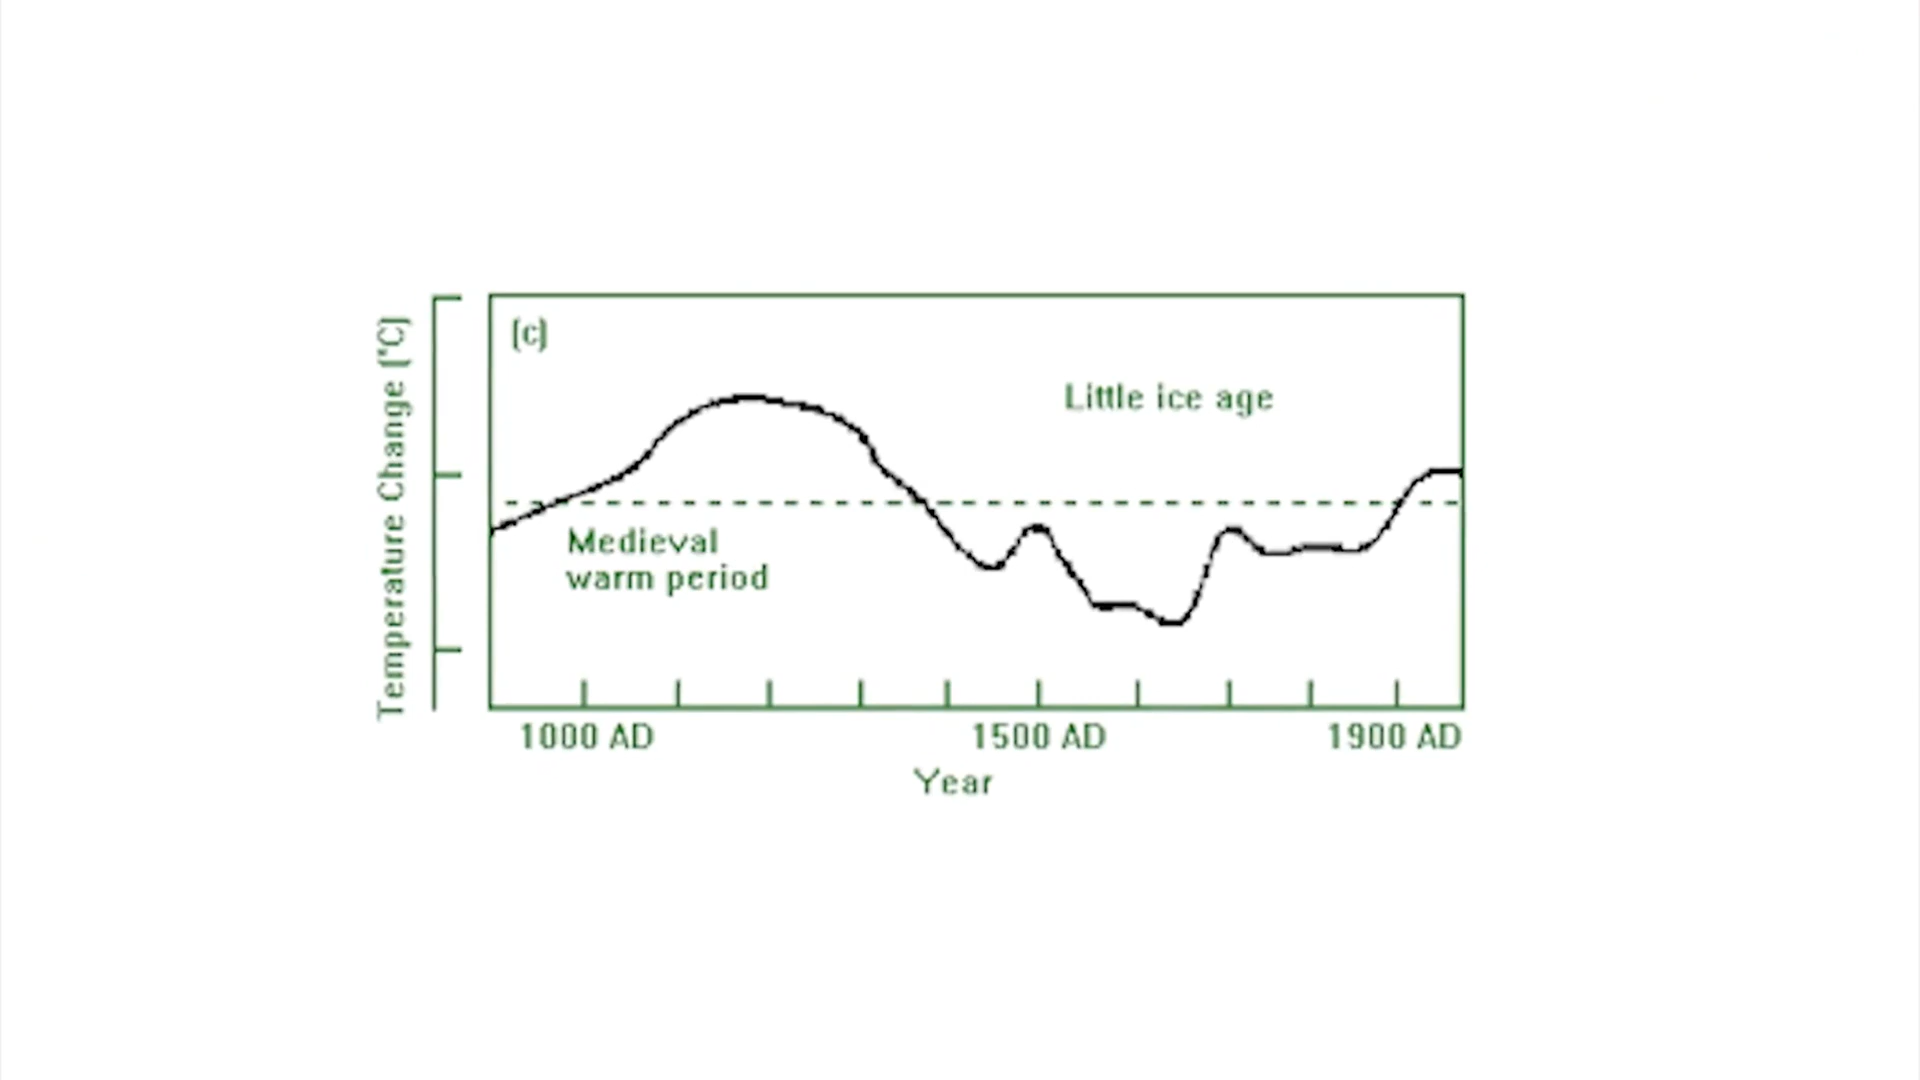 (c)
Little ice age
Medieval
warm period
Temperature Change (°C)
1000 AD
1500 AD
1900 AD
Year